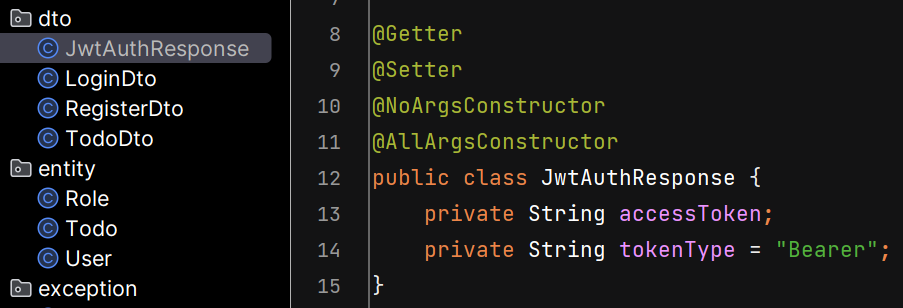 dto
JwtAuthResponse
LoginDto
RegisterDto
TodoDto
entity
Role
Todo
User
exception
8 @Getter
9 @Setter
10 @NoArgsConstructor
11 @AllArgsConstructor
12 public class JwtAuthResponse {
13     private String accessToken;
14     private String tokenType = "Bearer";
15 }